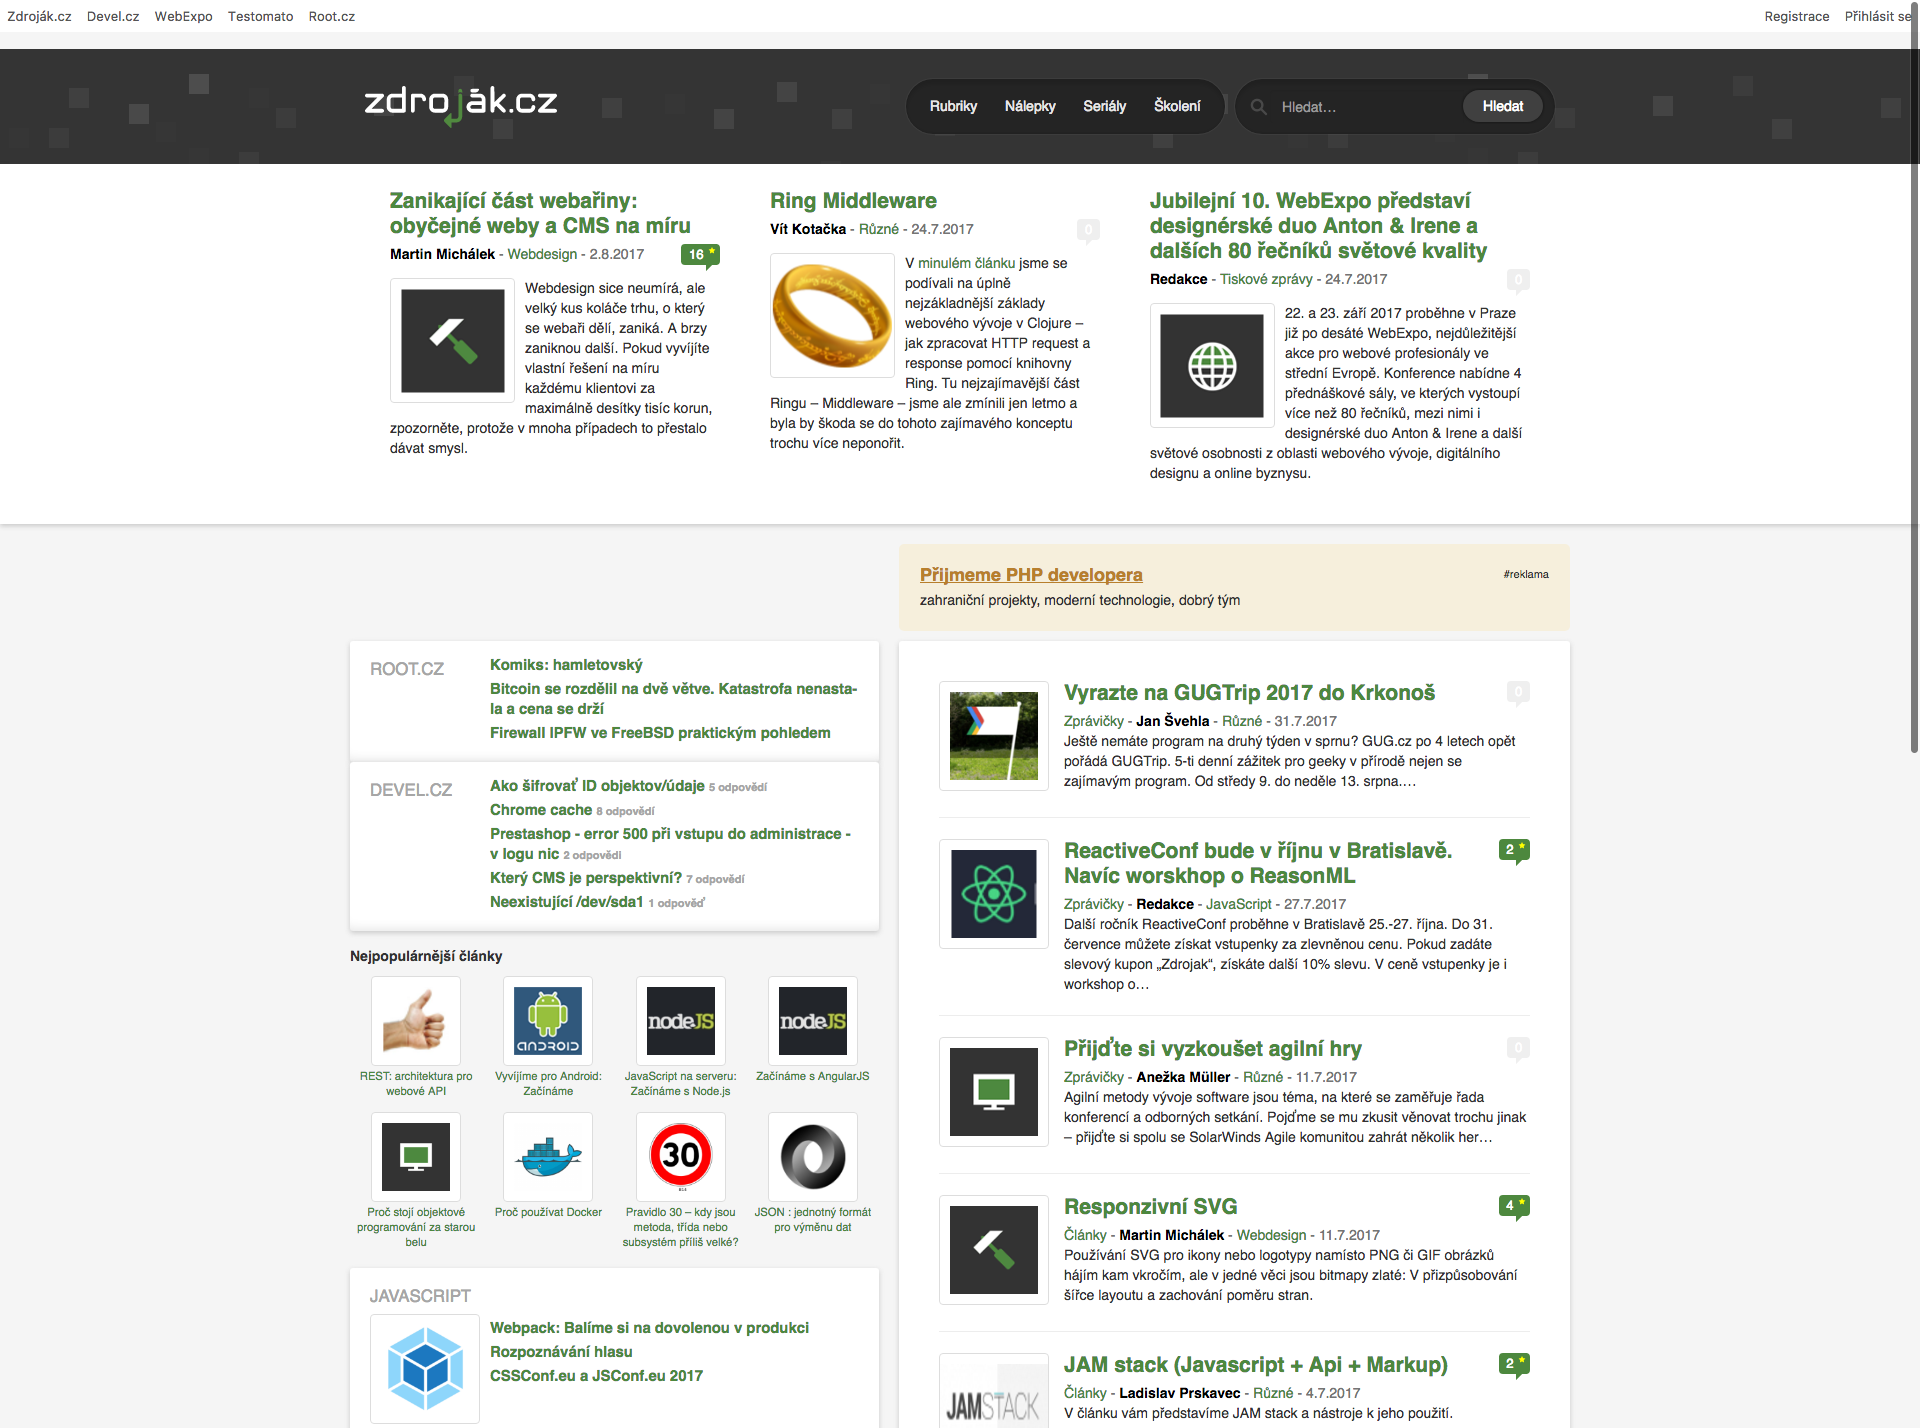 Zdroják.cz Devel.cz WebExpo Testomato Root.cz
Registrace Přihlásit se
zdroják.cz
Rubriky Nálepky Seriály Školení
Hledat... Hledat
Zanikající část webařiny:
obyčejné weby a CMS na míru
Martin Michálek - Webdesign - 2.8.2017 16
Webdesign sice neumírá, ale
velký kus koláče trhu, o který
se webaři dělí, zaniká. A brzy
zaniknou další. Pokud vyvíjíte
vlastní řešení na míru
každému klientovi za
maximálně desítky tisíc korun,
zpozorněte, protože v mnoha případech to přestalo
dávat smysl.
Ring Middleware
Vít Kotačka - Různé - 24.7.2017 0
V minulém článku jsme se
podívali na úplně
nejzákladnější základy
webového vývoje v Clojure –
jak zpracovat HTTP request a
response pomocí knihovny
Ring. Tu nejzajímavější část
Ringu – Middleware – jsme ale zmínili jen letmo a
byla by škoda se do tohoto zajímavého konceptu
trochu více neponořit.
Jubilejní 10. WebExpo představí
designérské duo Anton & Irene a
dalších 80 řečníků světové kvality
Redakce - Tiskové zprávy - 24.7.2017 0
22. a 23. září 2017 proběhne v Praze
již po desáté WebExpo, nejdůležitější
akce pro webové profesionály ve
střední Evropě. Konference nabídne 4
přednáškové sály, ve kterých vystoupí
více než 80 řečníků, mezi nimi i
designérské duo Anton & Irene a další
světové osobnosti z oblasti webového vývoje, digitálního
designu a online byznysu.
Přijmeme PHP developera
#reklama
zahraniční projekty, moderní technologie, dobrý tým
ROOT.CZ
Komiks: hamletovský
Bitcoin se rozdělil na dvě větve. Katastrofa nenasta-
la a cena se drží
Firewall IPFW ve FreeBSD praktickým pohledem
DEVEL.CZ
Ako šifrovať ID objektov/údaje 5 odpovědí
Chrome cache 8 odpovědí
Prestashop - error 500 při vstupu do administrace -
v logu nic 2 odpovědi
Který CMS je perspektivní? 7 odpovědí
Neexistující /dev/sda1 1 odpověď
Nejpopulárnější články
ANDROID
nodeJS
nodeJS
REST: architektura pro
webové API
Vyvíjíme pro Android:
Začínáme
JavaScript na serveru:
Začínáme s Node.js
Začínáme s AngularJS
30
Proč stojí objektové
programování za starou
belu
Proč používat Docker
Pravidlo 30 – kdy jsou
metoda, třída nebo
subsystém příliš velké?
JSON : jednotný formát
pro výměnu dat
JAVASCRIPT
Webpack: Balíme si na dovolenou v produkci
Rozpoznávání hlasu
CSSConf.eu a JSConf.eu 2017
Vyrazte na GUGTrip 2017 do Krkonoš 0
Zprávičky - Jan Švehla - Různé - 31.7.2017
Ještě nemáte program na druhý týden v sprnu? GUG.cz po 4 letech opět
pořádá GUGTrip. 5-ti denní zážitek pro geeky v přírodě nejen se
zajímavým program. Od středy 9. do neděle 13. srpna.…
ReactiveConf bude v říjnu v Bratislavě. 2
Navíc worskhop o ReasonML
Zprávičky - Redakce - JavaScript - 27.7.2017
Další ročník ReactiveConf proběhne v Bratislavě 25.-27. října. Do 31.
července můžete získat vstupenky za zlevněnou cenu. Pokud zadáte
slevový kupon „Zdrojak“, získáte další 10% slevu. V ceně vstupenky je i
workshop o…
Přijďte si vyzkoušet agilní hry 0
Zprávičky - Anežka Müller - Různé - 11.7.2017
Agilní metody vývoje software jsou téma, na které se zaměřuje řada
konferencí a odborných setkání. Pojďme se mu zkusit věnovat trochu jinak
– přijďte si spolu se SolarWinds Agile komunitou zahrát několik her…
Responzivní SVG 4
Články - Martin Michálek - Webdesign - 11.7.2017
Používání SVG pro ikony nebo logotypy namísto PNG či GIF obrázků
hájím kam vkročím, ale v jedné věci jsou bitmapy zlaté: V přizpůsobování
šířce layoutu a zachování poměru stran.
JAM stack (Javascript + Api + Markup) 2
Články - Ladislav Prskavec - Různé - 4.7.2017
V článku vám představíme JAM stack a nástroje k jeho použití.
JAMSTACK